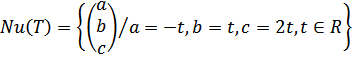 Nu(T) = {(a b c)/a = −t, b = t, c = 2t, t ∈ R}